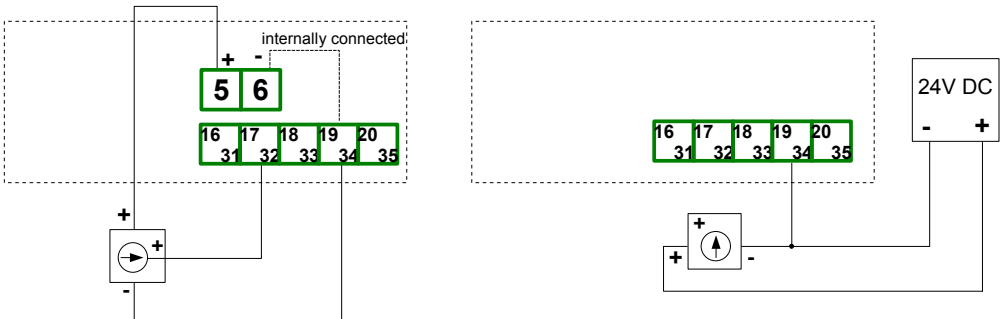 internally connected
+ -
5 6
16 17 18 19 20
31 32 33 34 35
+
+
-
16 17 18 19 20
31 32 33 34 35
24V DC
- +
+
+ -